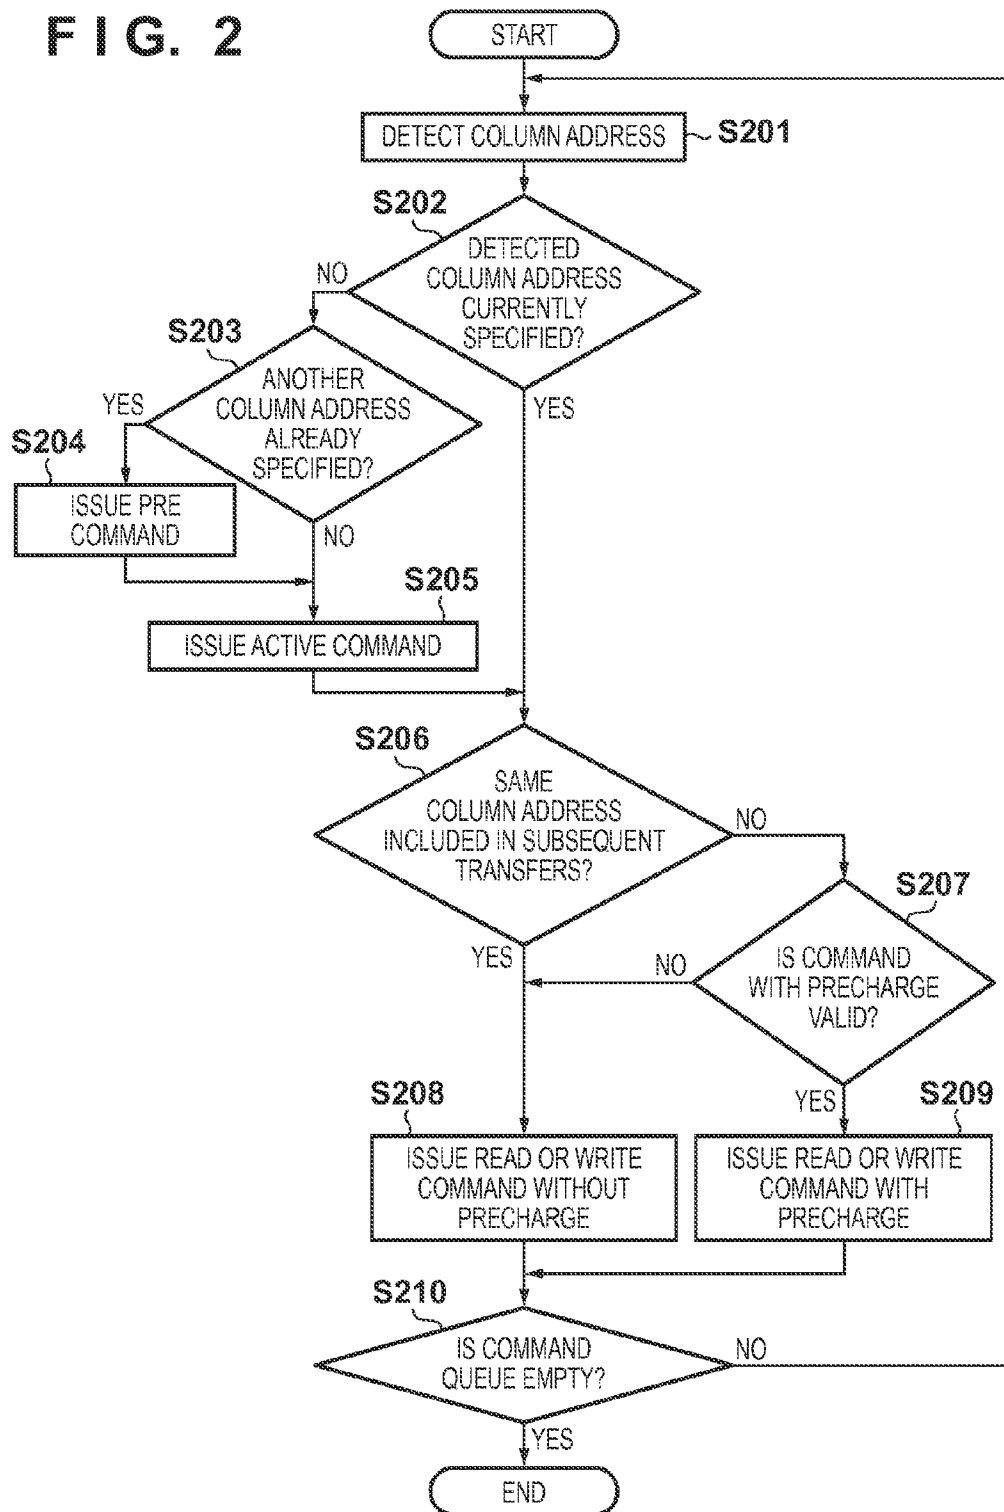 FIG. 2
START
DETECT COLUMN ADDRESS
S201
S202
DETECTED
COLUMN ADDRESS
CURRENTLY
SPECIFIED?
NO
YES
S203
ANOTHER
COLUMN ADDRESS
ALREADY
SPECIFIED?
YES
NO
S204
ISSUE PRE
COMMAND
S205
ISSUE ACTIVE COMMAND
S206
SAME
COLUMN ADDRESS
INCLUDED IN SUBSEQUENT
TRANSFERS?
NO
YES
S207
IS COMMAND
WITH PRECHARGE
VALID?
NO
YES
S208
ISSUE READ OR WRITE
COMMAND WITHOUT
PRECHARGE
S209
ISSUE READ OR WRITE
COMMAND WITH
PRECHARGE
S210
IS COMMAND
QUEUE EMPTY?
NO
YES
END